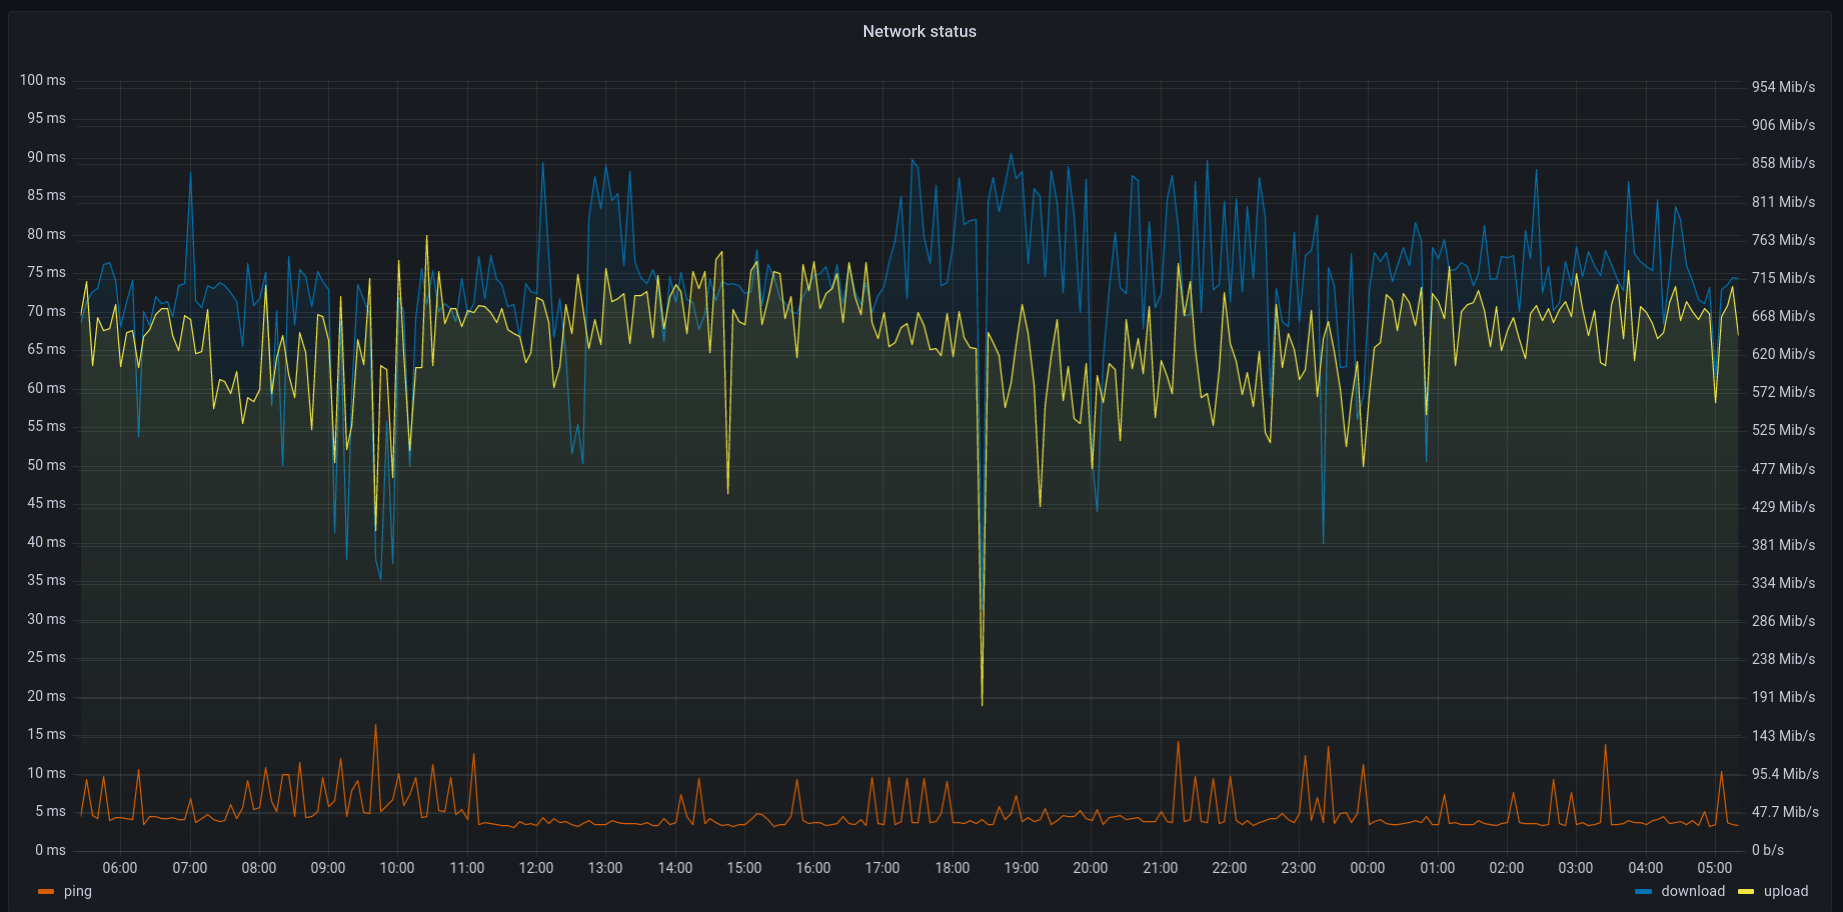 Network status
100 ms
95 ms
90 ms
85 ms
80 ms
75 ms
70 ms
65 ms
60 ms
55 ms
50 ms
45 ms
40 ms
35 ms
30 ms
25 ms
20 ms
15 ms
10 ms
5 ms
0 ms
954 Mib/s
906 Mib/s
858 Mib/s
811 Mib/s
763 Mib/s
715 Mib/s
668 Mib/s
620 Mib/s
572 Mib/s
525 Mib/s
477 Mib/s
429 Mib/s
381 Mib/s
334 Mib/s
286 Mib/s
238 Mib/s
191 Mib/s
143 Mib/s
95.4 Mib/s
47.7 Mib/s
0 b/s
06:00 07:00 08:00 09:00 10:00 11:00 12:00 13:00 14:00 15:00 16:00 17:00 18:00 19:00 20:00 21:00 22:00 23:00 00:00 01:00 02:00 03:00 04:00 05:00
ping download upload